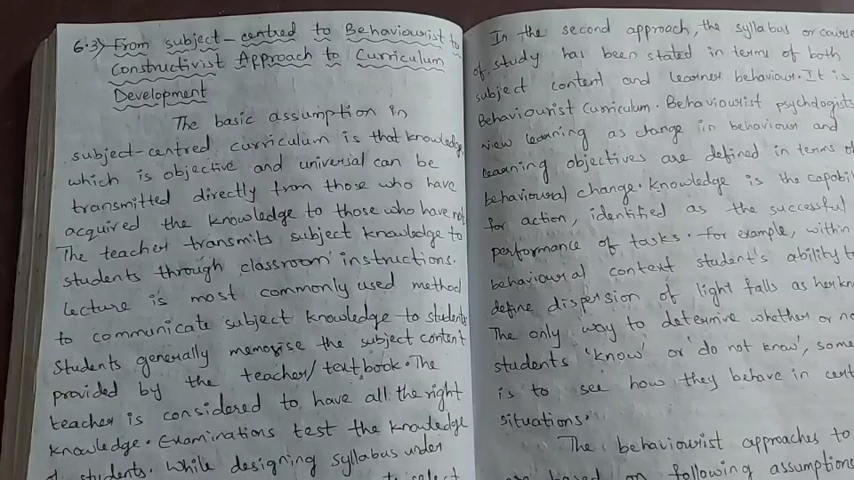 6.3) From subject-centred to Behaviourist to
Constructivist Approach to Curriculum
Development
The basic assumption in
subject-centred curriculum is that knowledge,
which is objective and universal can be
transmitted directly from those who have
acquired the knowledge to those who have not
The teacher transmits subject knowledge to
students through classroom instructions.
Lecture is most commonly used method
to communicate subject knowledge to students
Students generally memorise the subject content
provided by the teacher/textbook. The
teacher is considered to have all the right
knowledge. Examinations test the knowledge
of students. While designing syllabus under
to select
In the second approach, the syllabus or course
of study has been stated in terms of both
subject content and learner behaviour. It is
Behaviourist Curriculum. Behaviourist psychologists
view learning as change in behaviour and
learning objectives are defined in terms of
behavioural change. Knowledge is the capabil
for action, identified as the successful
performance of tasks. For example, within
behavioural context student's ability to
define dispersion of light falls as her kn
The only way to determine whether or no
students 'know' or 'do not know', some
is to see how they behave in cert
situations.
The behaviourist approaches to
are based on following assumptions